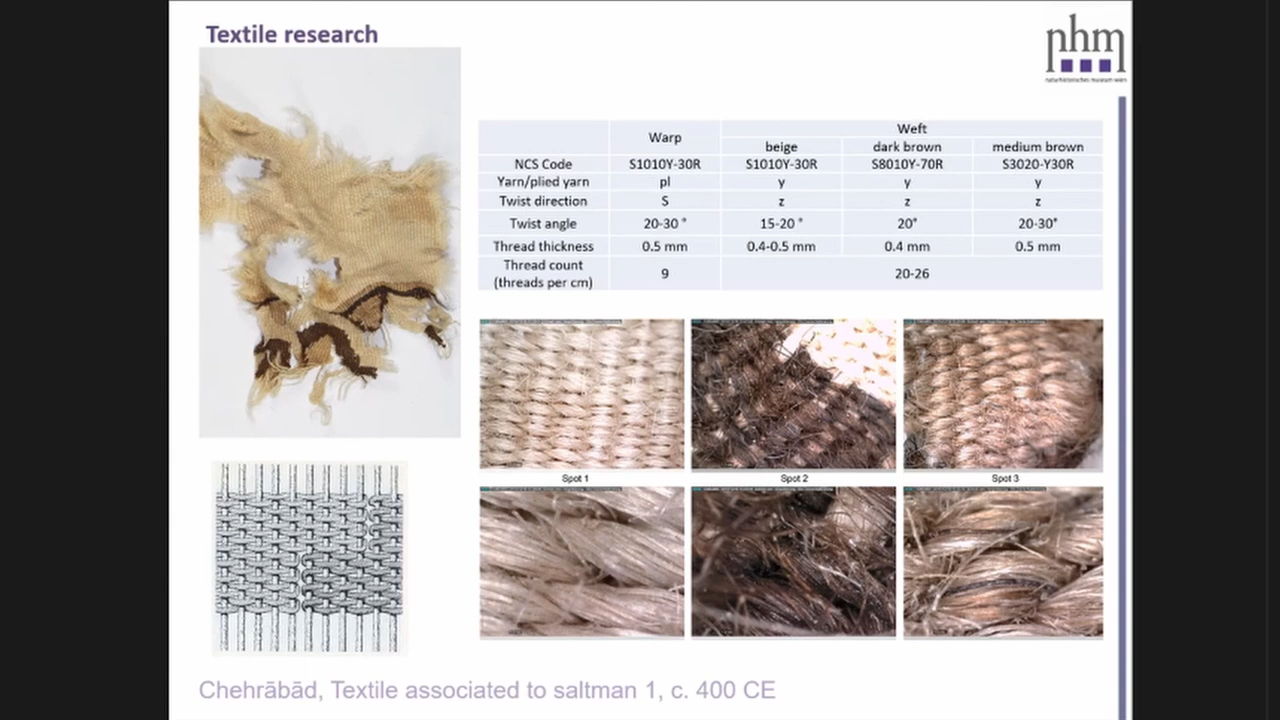 Textile research
nhm
naturhistorisches museum wien
Warp Weft
beige dark brown medium brown
NCS Code S1010Y-30R S1010Y-30R S8010Y-70R S3020-Y30R
Yarn/plied yarn pl y y y
Twist direction S z z z
Twist angle 20-30 ° 15-20 ° 20° 20-30°
Thread thickness 0.5 mm 0.4-0.5 mm 0.4 mm 0.5 mm
Thread count
(threads per cm) 9 20-26
Spot 1 Spot 2 Spot 3
Chehrābād, Textile associated to saltman 1, c. 400 CE